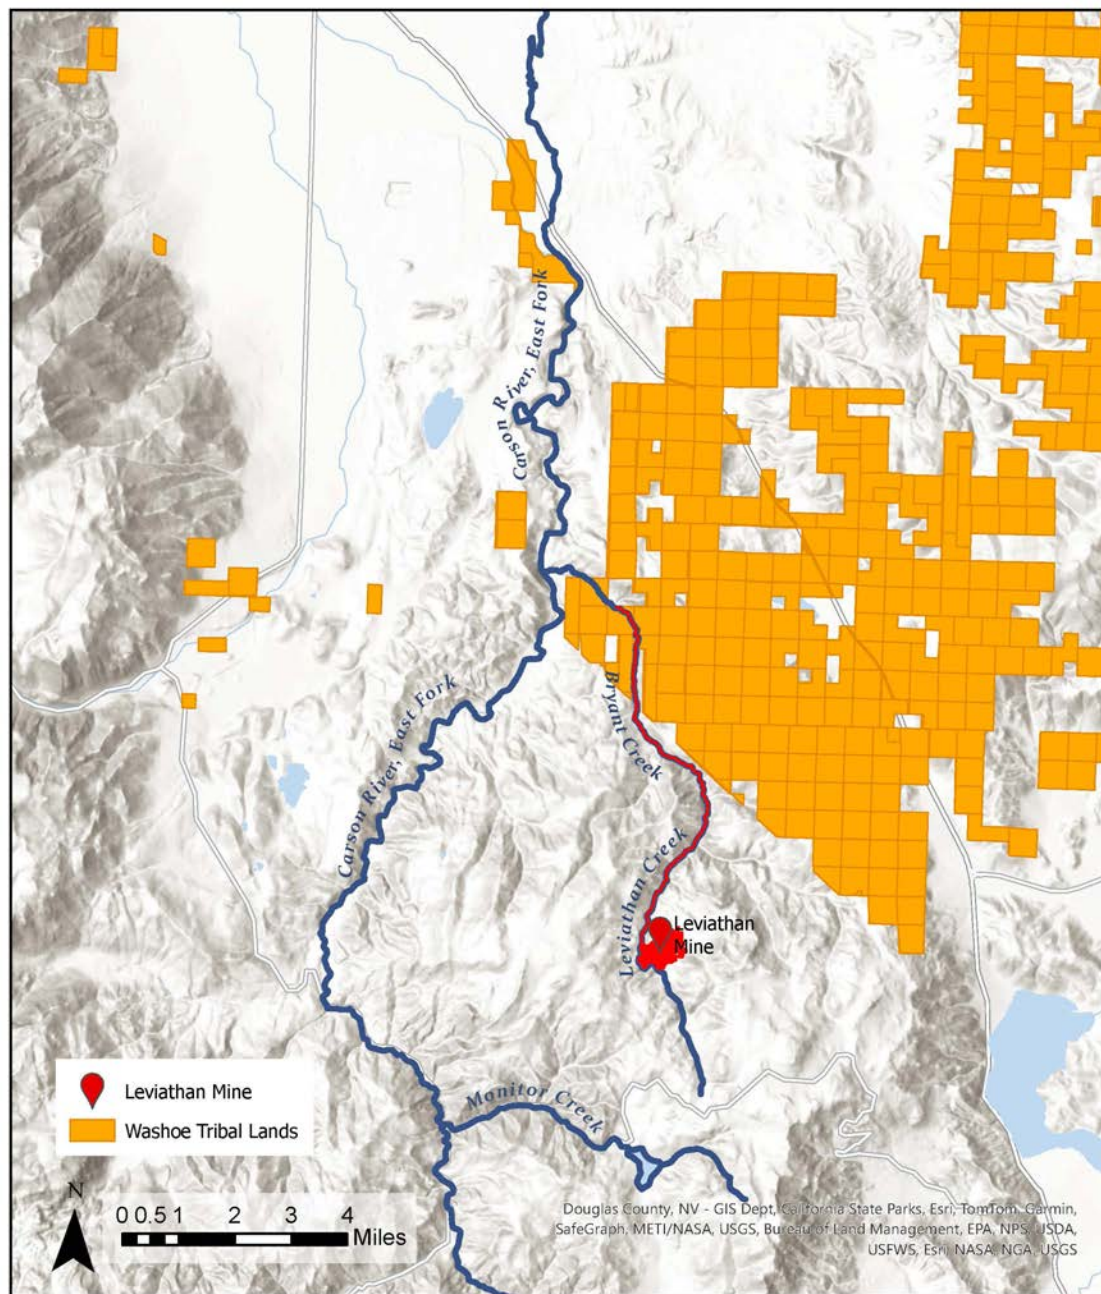 Carson River, East Fork
Carson River, East Fork
Bryant Creek
Leviathan Creek
Leviathan
Mine
Monitor Creek
Leviathan Mine
Washoe Tribal Lands
N
0 0.5 1 2 3 4
Miles
Douglas County, NV - GIS Dept, California State Parks, Esri, TomTom, Garmin,
SafeGraph, METI/NASA, USGS, Bureau of Land Management, EPA, NPS, USDA,
USFWS, Esri, NASA, NGA, USGS